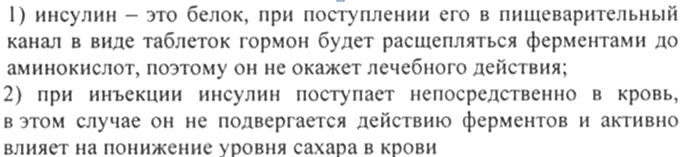 1) инсулин – это белок, при поступлении его в пищеварительный
канал в виде таблеток гормон будет расщепляться ферментами до
аминокислот, поэтому он не окажет лечебного действия;
2) при инъекции инсулин поступает непосредственно в кровь,
в этом случае он не подвергается действию ферментов и активно
влияет на понижение уровня сахара в крови